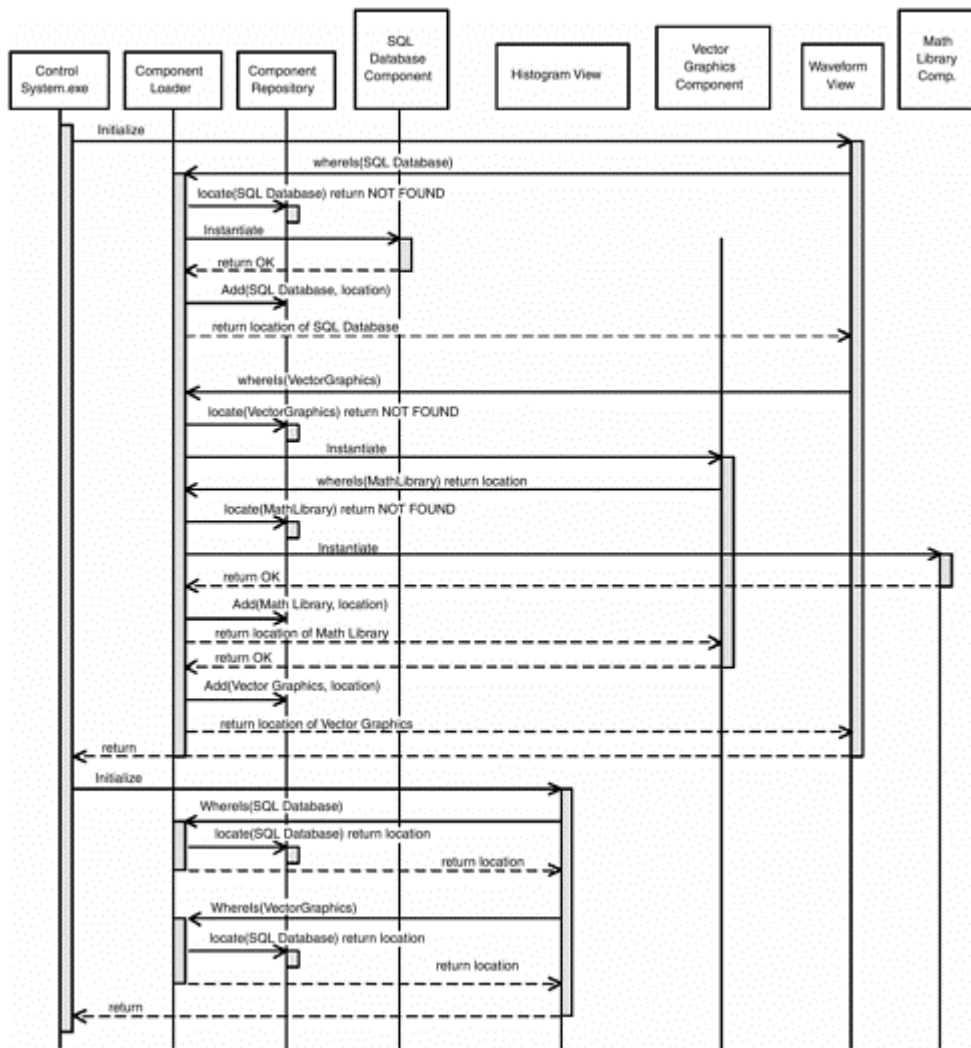 Control
System.exe
Component
Loader
Component
Repository
SQL
Database
Component
Histogram View
Vector
Graphics
Component
Waveform
View
Math
Library
Comp.
Initialize
whereIs(SQL Database)
locate(SQL Database) return NOT FOUND
Instantiate
return OK
Add(SQL Database, location)
return location of SQL Database
whereIs(VectorGraphics)
locate(VectorGraphics) return NOT FOUND
Instantiate
whereIs(MathLibrary) return location
locate(MathLibrary) return NOT FOUND
Instantiate
return OK
Add(Math Library, location)
return location of Math Library
return OK
Add(Vector Graphics, location)
return location of Vector Graphics
return
Initialize
WhereIs(SQL Database)
locate(SQL Database) return location
return location
WhereIs(VectorGraphics)
locate(SQL Database) return location
return location
return